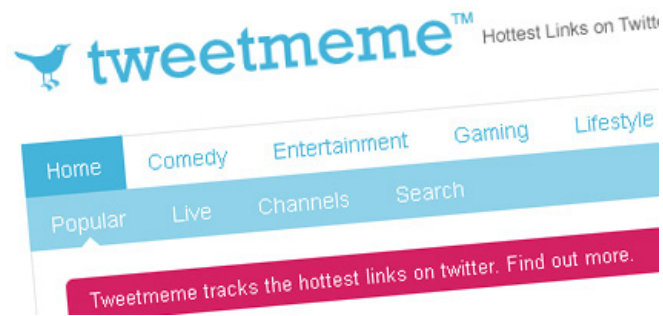 tweetmeme™ Hottest Links on
Home Comedy Entertainment Gaming Lifestyle
Popular Live Channels Search
Tweetmeme tracks the hottest links on twitter. Find out more.